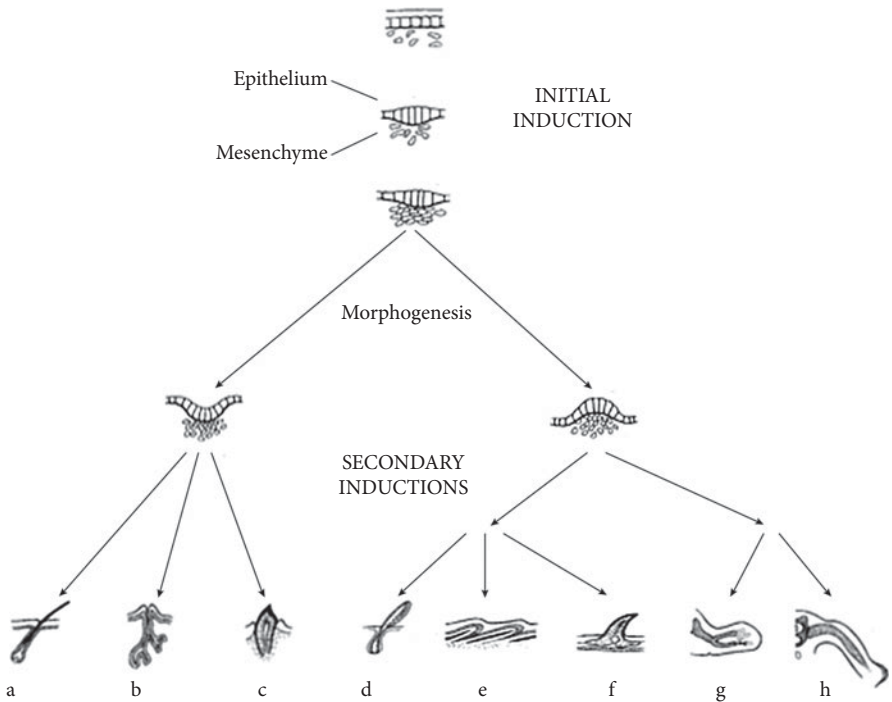 Epithelium
INITIAL
INDUCTION
Mesenchyme
Morphogenesis
SECONDARY
INDUCTIONS
a b c d e f g h